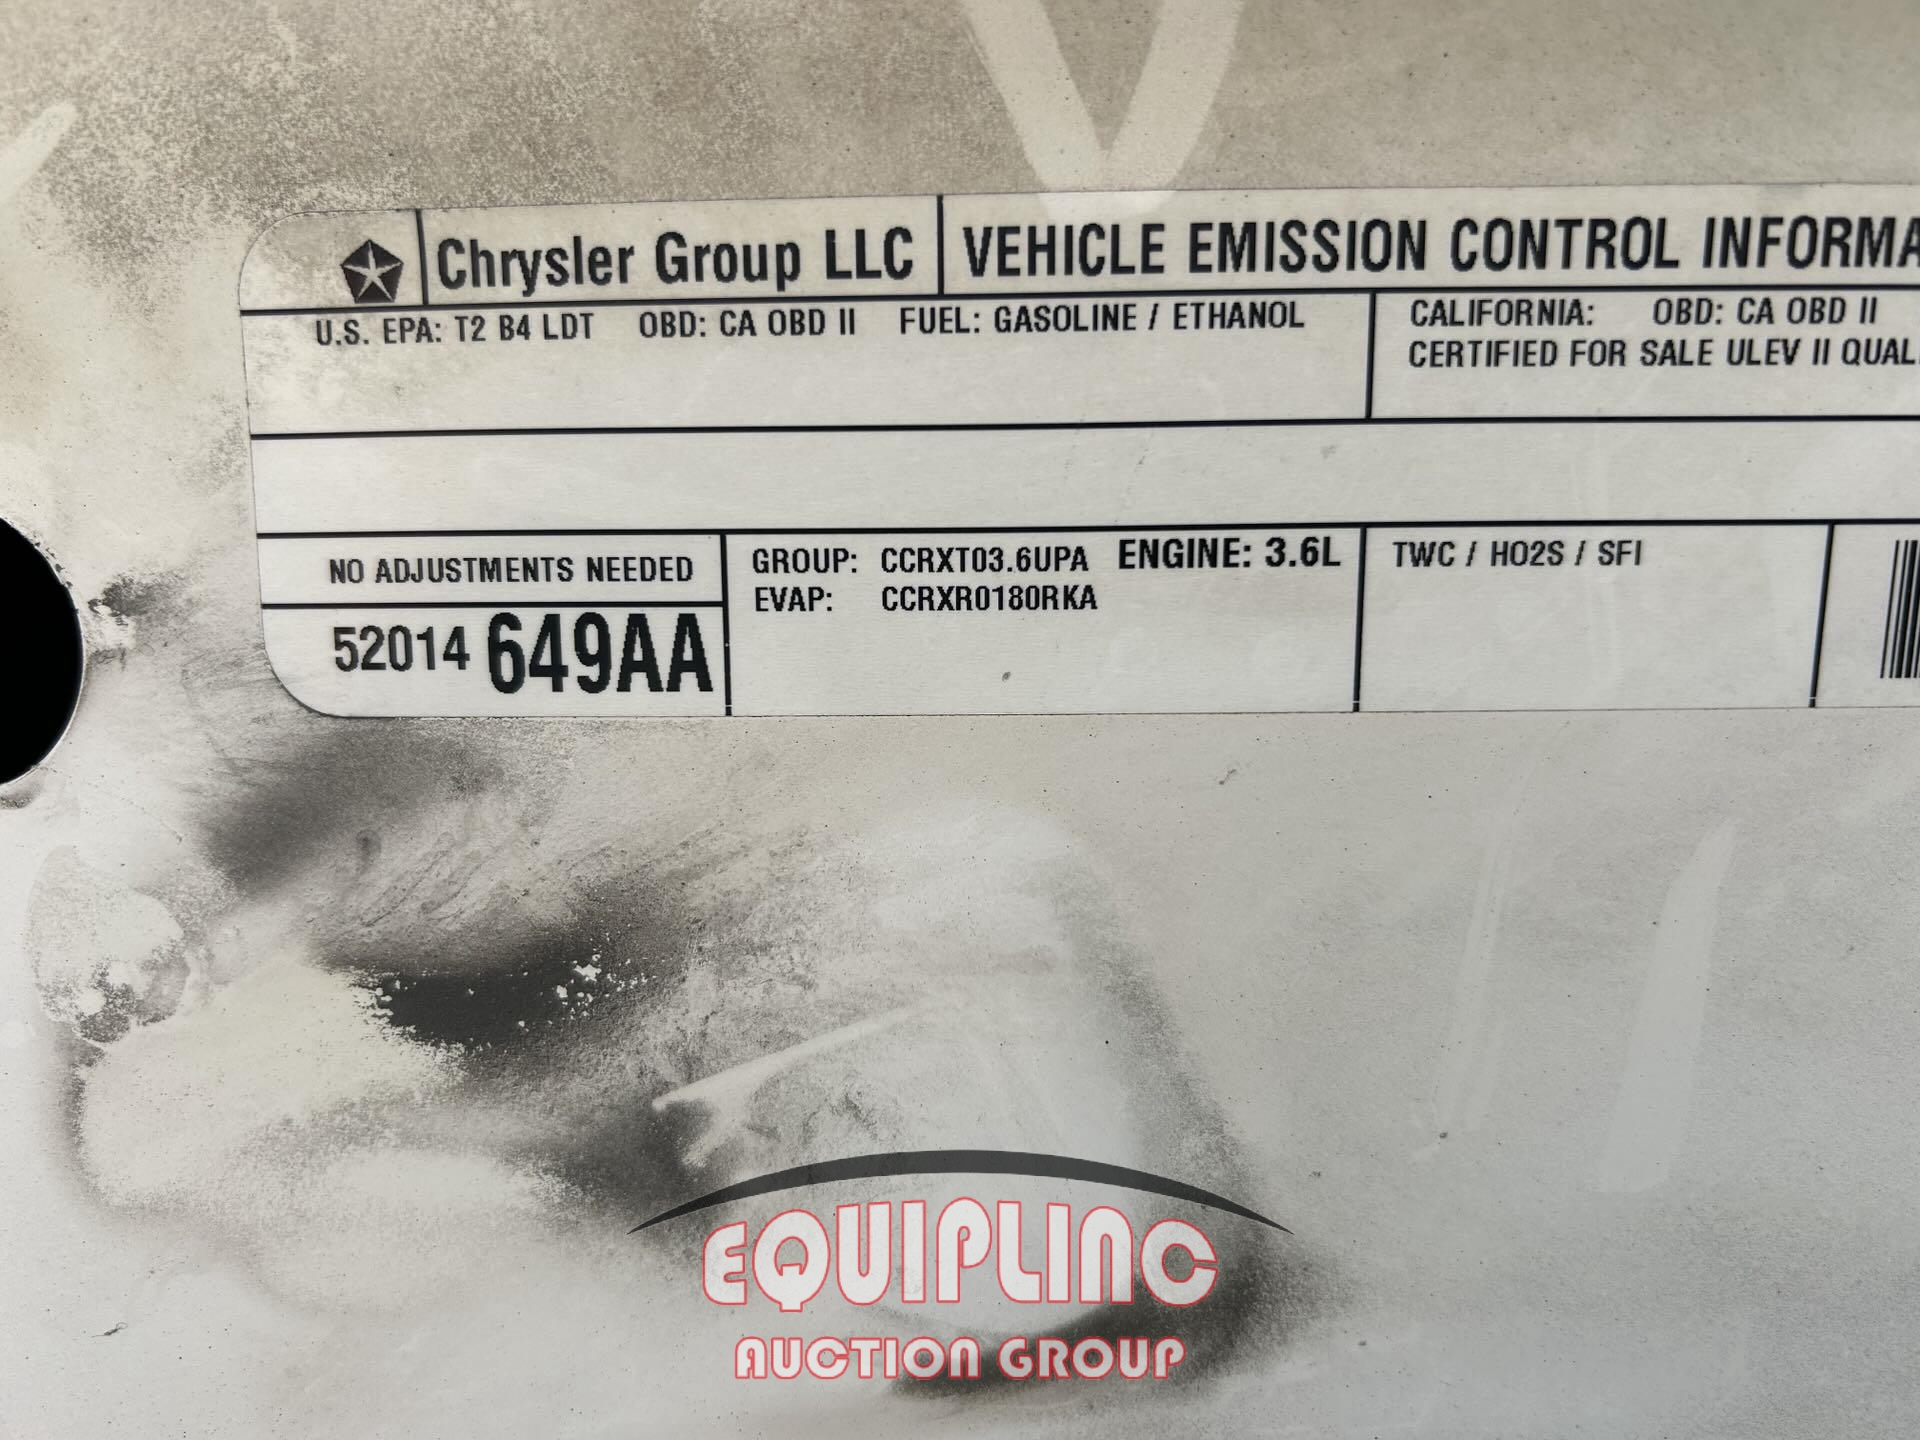 Chrysler Group LLC VEHICLE EMISSION CONTROL
U.S. EPA: T2 B4 LDT OBD: CA OBD II FUEL: GASOLINE / ETHANOL
CALIFORNIA: OBD: CA OBD II
CERTIFIED FOR SALE ULEV II
NO ADJUSTMENTS NEEDED
52014 649AA
GROUP: CCRXT03.6UPA ENGINE: 3.6L
EVAP: CCRXR0180RKA
TWC / HO2S / SFI
EQUIPLINC
AUCTION GROUP